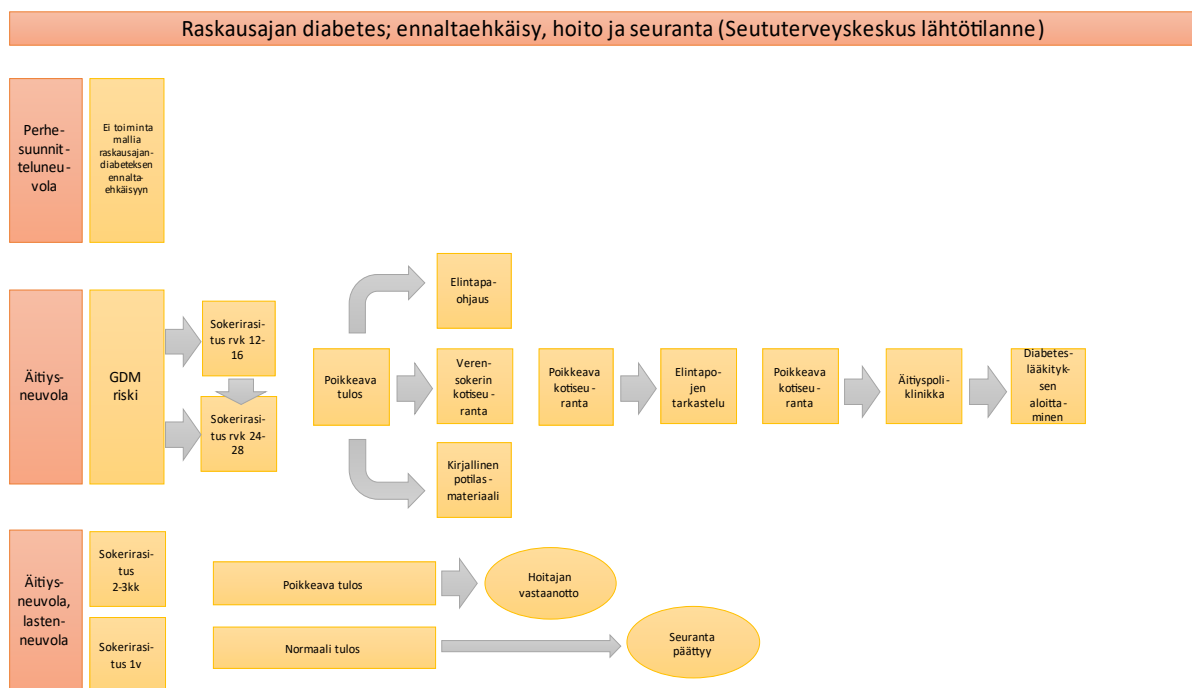 Raskausajan diabetes; ennaltaehkäisy, hoito ja seuranta (Seututerveyskeskus lähtötilanne)
Perhe-
suunnit-
teluneu-
vola
Ei toiminta
mallia
raskausajan-
diabeteksen
ennalta-
ehkäisyyn
Äitiys-
neuvola
GDM
riski
Sokerirasi-
tus rvk 12-
16
Sokerirasi-
tus rvk 24-
28
Poikkeava
tulos
Elintapa-
ohjaus
Veren-
sokerin
kotiseu-
ranta
Kirjallinen
potilas-
materiaali
Poikkeava
kotiseu-
ranta
Elintapo-
jen
tarkastelu
Poikkeava
kotiseu-
ranta
Äitiyspoli-
klinikka
Diabetes-
lääkityk-
sen
aloitta-
minen
Äitiys-
neuvola,
lasten-
neuvola
Sokerirasi-
tus
2-3kk
Sokerirasi-
tus 1v
Poikkeava tulos
Hoitajan
vastaanotto
Normaali tulos
Seuranta
päättyy